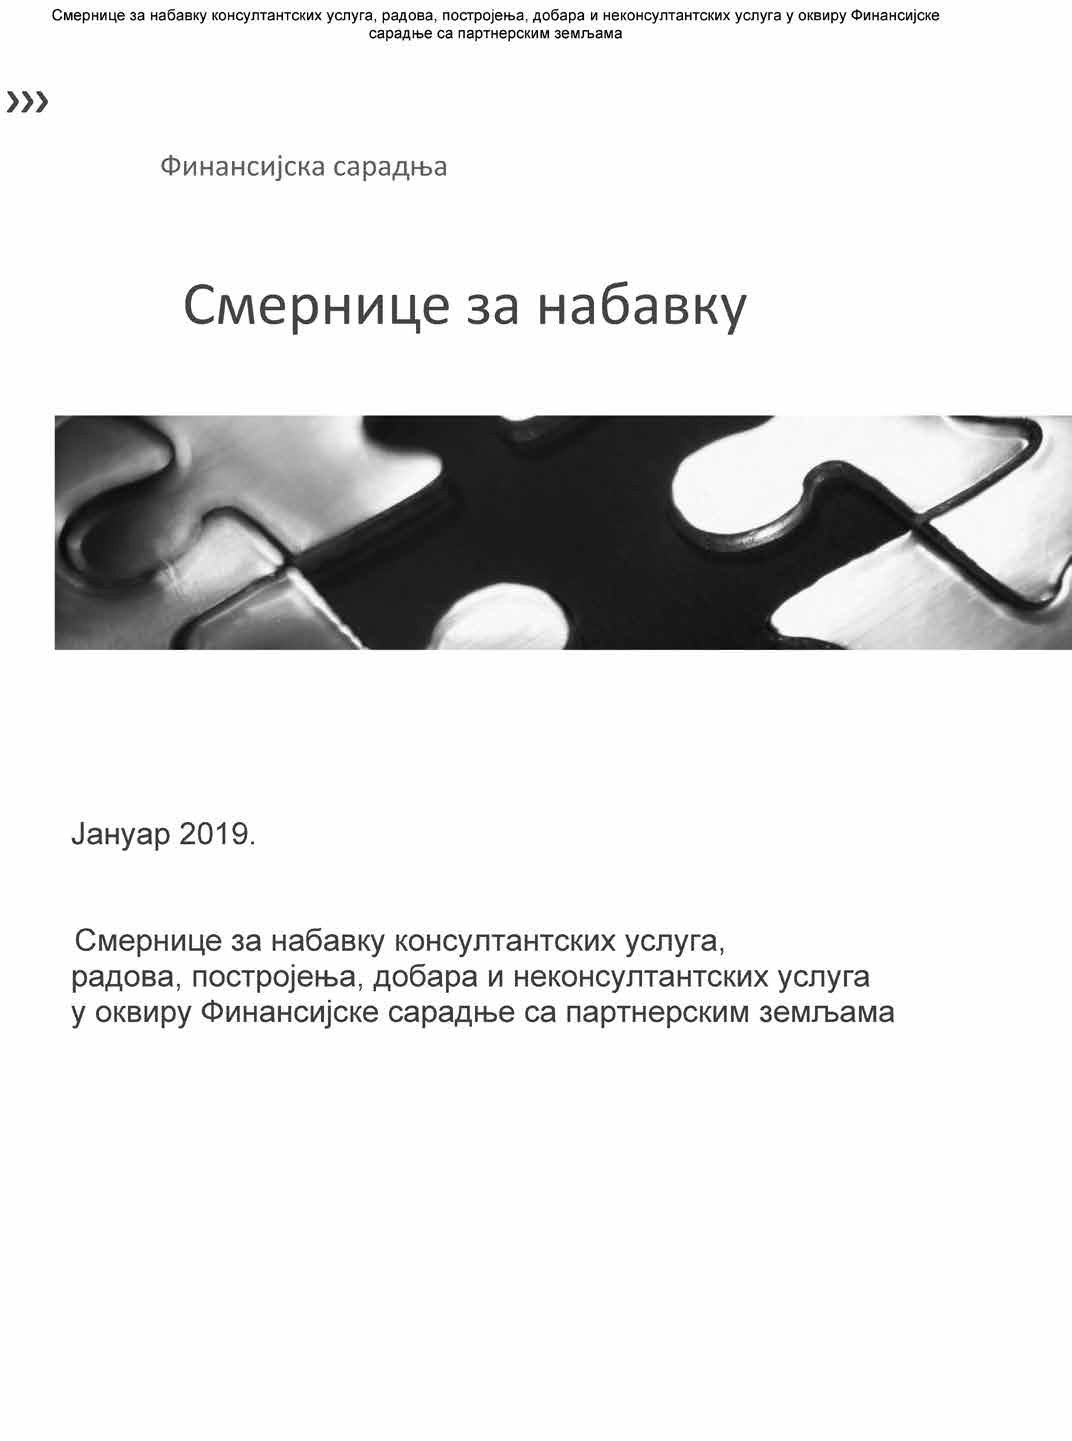 Смернице за набавку консултантских услуга, радова, постројења, добара и неконсултантских услуга у оквиру Финансијске
сарадње са партнерским земљама
›››
Финансијска сарадња
Смернице за набавку
Јануар 2019.
Смернице за набавку консултантских услуга,
радова, постројења, добара и неконсултантских услуга
у оквиру Финансијске сарадње са партнерским земљама